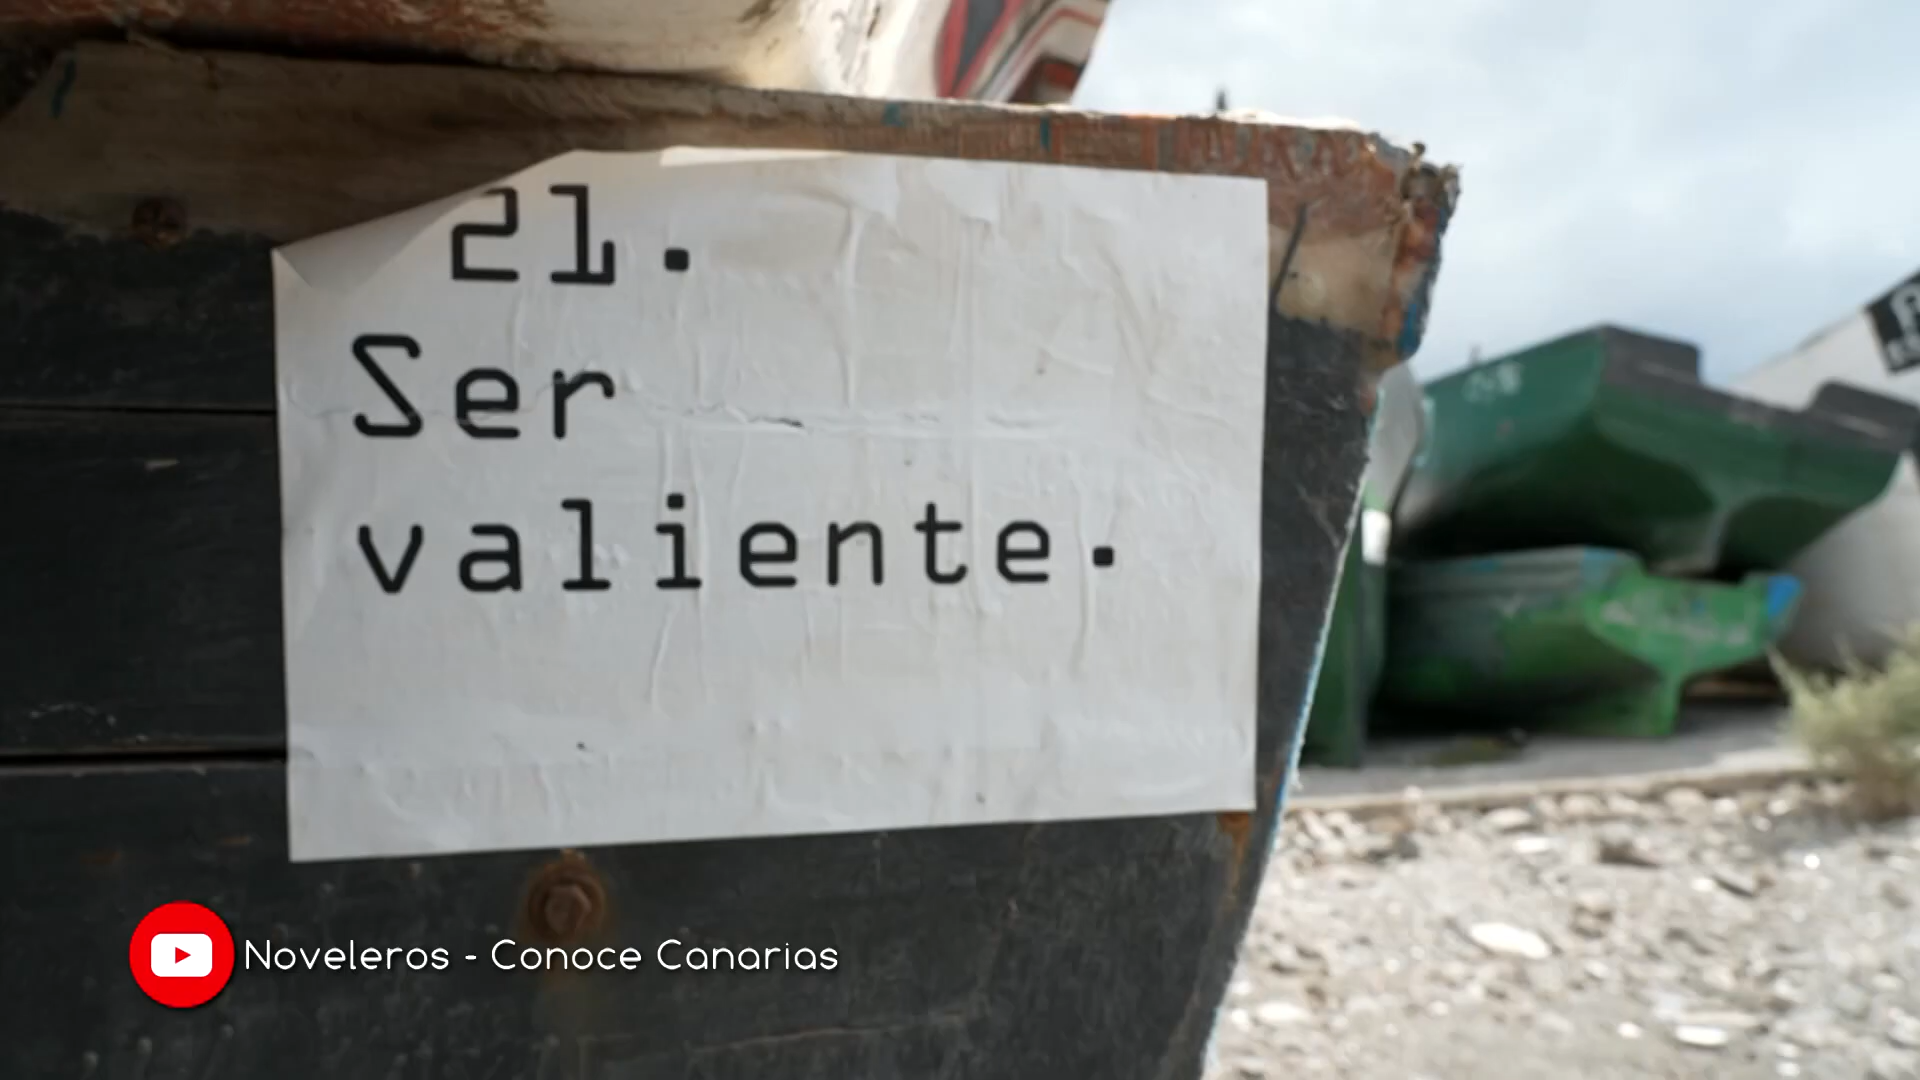 21.
Ser
valiente.
Noveleros - Conoce Canarias